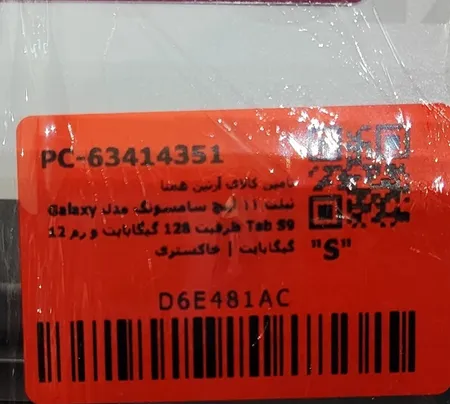 PC-63414351
تامین کالای آرتین همتا
تبلت 11 اینچ سامسونگ مدل Galaxy
Tab S9 ظرفیت 128 گیگابایت و رم 12
گیگابایت | خاکستری
"S"
D6E481AC